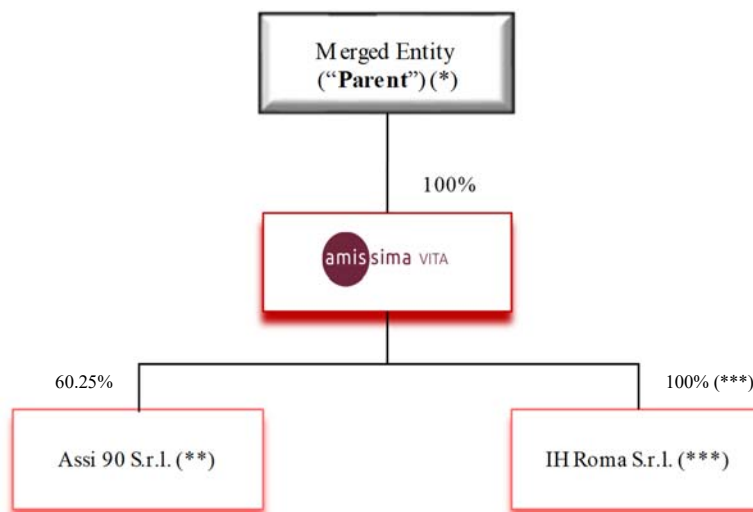 Merged Entity
(“Parent”) (*)
100%
amissima VITA
60.25%
100% (***)
Assi 90 S.r.l. (**)
IH Roma S.r.l. (***)